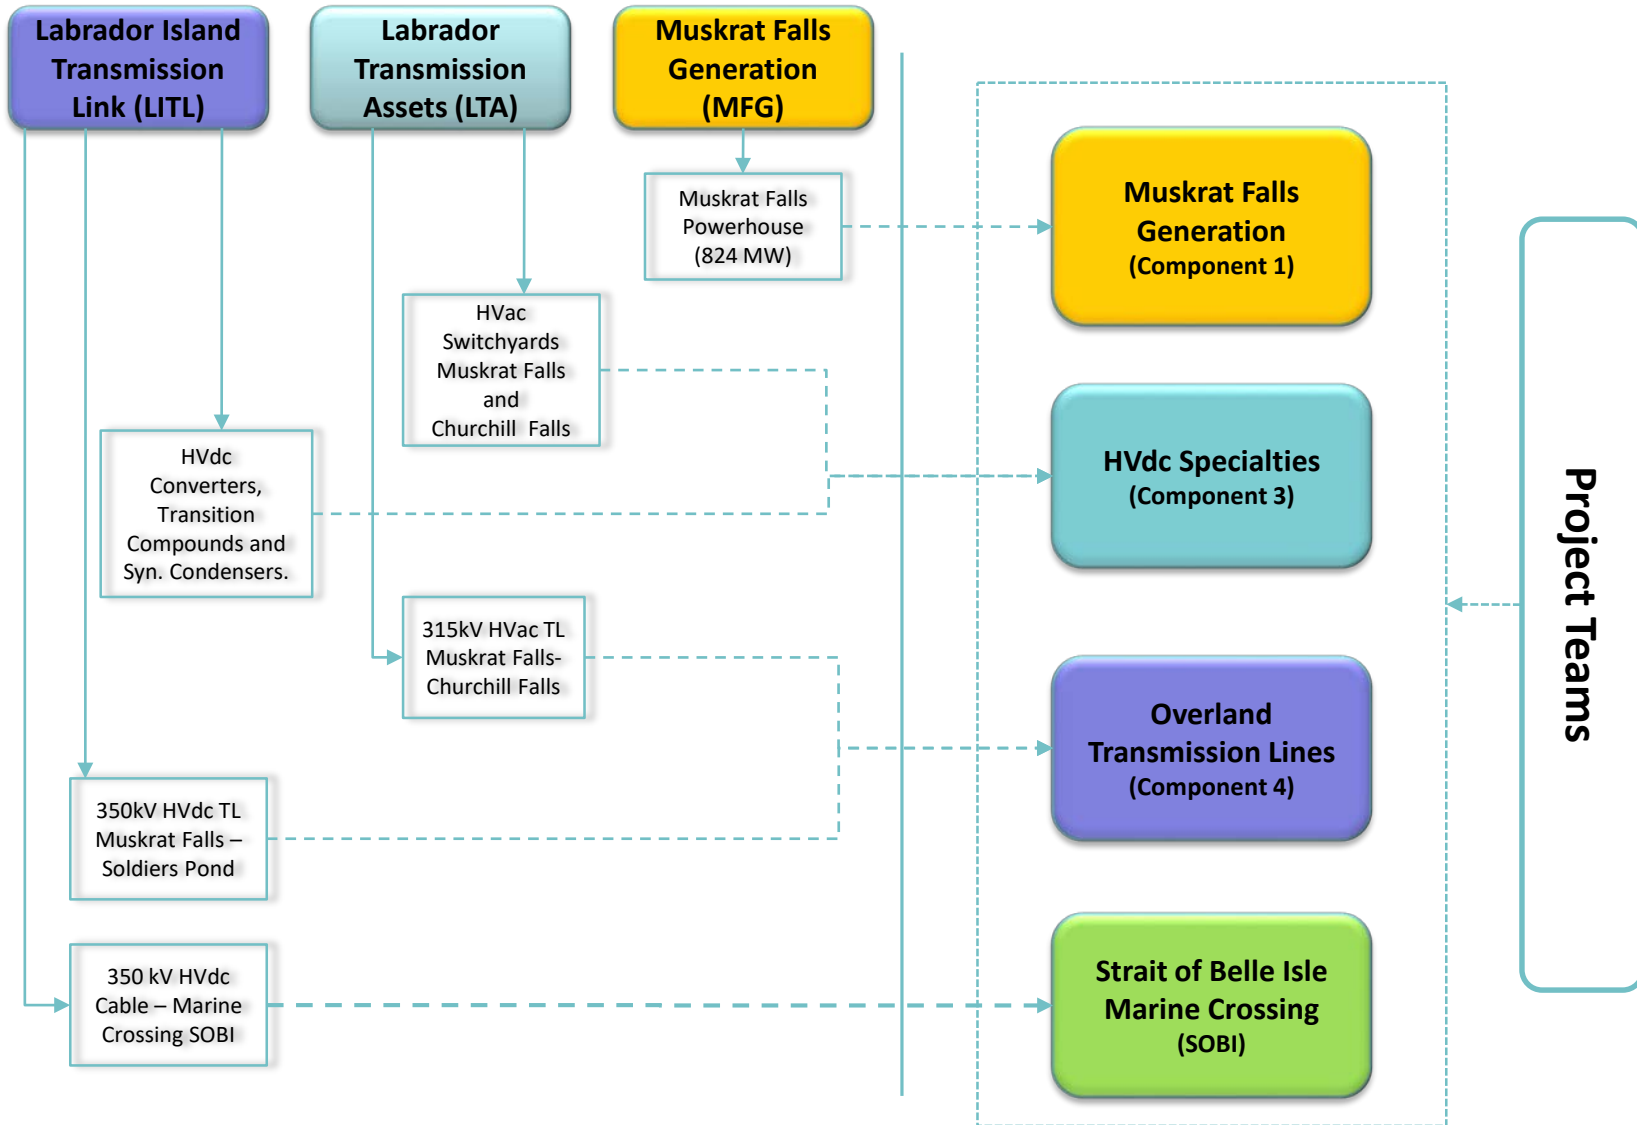 Labrador Island
Transmission
Link (LITL)
Labrador
Transmission
Assets (LTA)
Muskrat Falls
Generation
(MFG)
Muskrat Falls
Powerhouse
(824 MW)
HVac
Switchyards
Muskrat Falls
and
Churchill Falls
HVdc
Converters,
Transition
Compounds and
Syn. Condensers.
315kV HVac TL
Muskrat Falls-
Churchill Falls
350kV HVdc TL
Muskrat Falls –
Soldiers Pond
350 kV HVdc
Cable – Marine
Crossing SOBI
Muskrat Falls
Generation
(Component 1)
HVdc Specialties
(Component 3)
Overland
Transmission Lines
(Component 4)
Strait of Belle Isle
Marine Crossing
(SOBI)
Project Teams